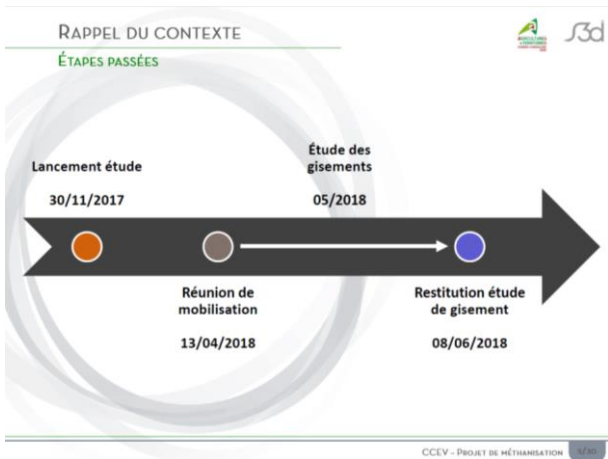 RAPPEL DU CONTEXTE
ÉTAPES PASSÉES
S3d
Lancement étude
30/11/2017
Étude des
gisements
05/2018
Réunion de
mobilisation
13/04/2018
Restitution étude
de gisement
08/06/2018
CCEV – PROJET DE MÉTHANISATION